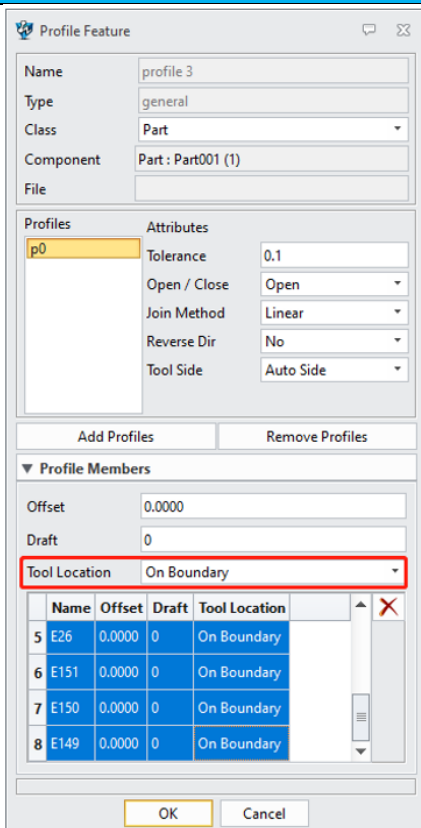 Profile Feature
Name profile 3
Type general
Class Part
Component Part : Part001 (1)
File
Profiles Attributes
p0
Tolerance 0.1
Open / Close Open
Join Method Linear
Reverse Dir No
Tool Side Auto Side
Add Profiles Remove Profiles
Profile Members
Offset 0.0000
Draft 0
Tool Location On Boundary
Name Offset Draft Tool Location
5 E26 0.0000 0 On Boundary
6 E151 0.0000 0 On Boundary
7 E150 0.0000 0 On Boundary
8 E149 0.0000 0 On Boundary
OK Cancel